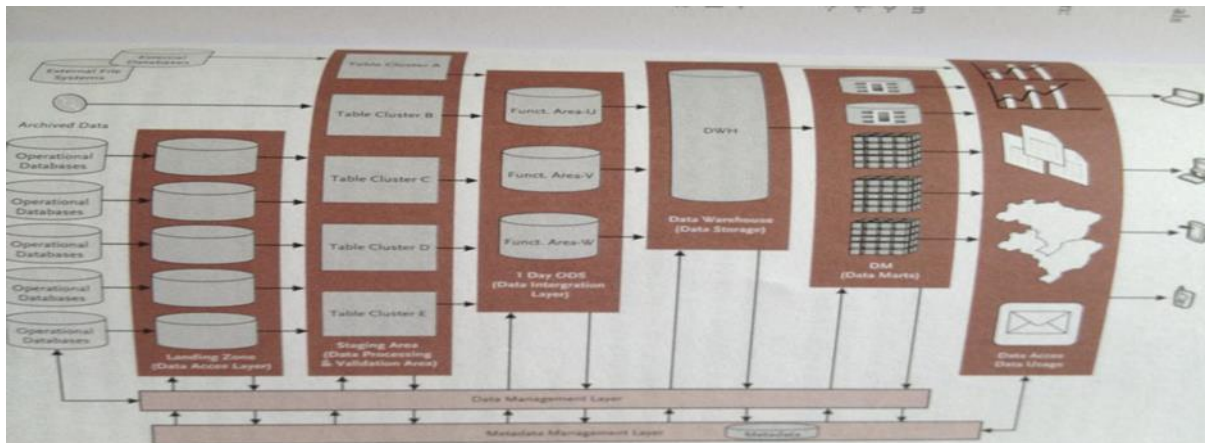 External Databases
External File
Systems
Archived Data
Operational
Databases
Operational
Databases
Operational
Databases
Operational
Databases
Operational
Databases
Landing Zone
(Data Acces Layer)
Table Cluster A
Table Cluster B
Table Cluster C
Table Cluster D
Table Cluster E
Staging Area
(Data Processing
& Validation Area)
Funct. Area-U
Funct. Area-V
Funct. Area-W
1 Day ODS
(Data Intergration
Layer)
DWH
Data Warehouse
(Data Storage)
DM
(Data Marts)
Data Acces
Data Usage
Data Management Layer
Metadata Management Layer
Metadata